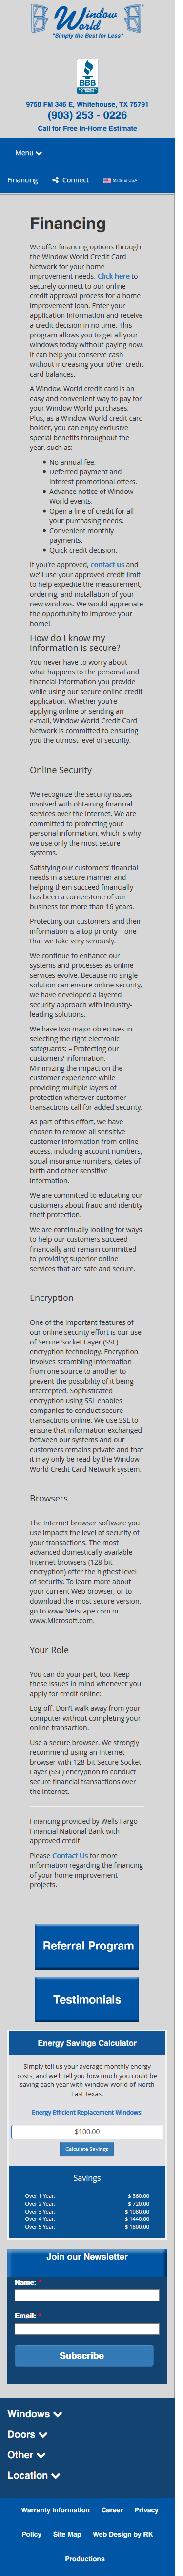 Window
World
"Simply the Best for Less"
BBB
9750 FM 346 E, Whitehouse, TX 75791
(903) 253 - 0226
Call for Free In-Home Estimate
Menu
Financing
Connect
Made in USA
Financing
We offer financing options through
the Window World Credit Card
Network for your home
improvement needs. Click here to
securely connect to our online
credit approval process for a home
improvement loan. Enter your
application information and receive
a credit decision in no time. This
program allows you to get all your
windows today without paying now.
It can help you conserve cash
without increasing your other credit
card balances.
A Window World credit card is an
easy and convenient way to pay for
your Window World purchases.
Plus, as a Window World credit card
holder, you can enjoy exclusive
special benefits throughout the
year, such as:
No annual fee.
Deferred payment and
interest promotional offers.
Advance notice of Window
World events.
Open a line of credit for all
your purchasing needs.
Convenient monthly
payments.
Quick credit decision.
If you're approved, contact us and
we'll use your approved credit limit
to help expedite the measurement,
ordering, and installation of your
new windows. We would appreciate
the opportunity to improve your
home!
How do I know my
information is secure?
You never have to worry about
what happens to the personal and
financial information you provide
while using our secure online credit
application. Whether you're
applying online or sending an
e-mail, Window World Credit Card
Network is committed to ensuring
you the utmost level of security.
Online Security
We recognize the security issues
involved with obtaining financial
services over the Internet. We are
committed to protecting your
personal information, which is why
we use only the most secure
systems.
Satisfying our customers' financial
needs in a secure manner and
helping them succeed financially
has been a cornerstone of our
business for more than 16 years.
Protecting our customers and their
information is a top priority – one
that we take very seriously.
We continue to enhance our
systems and processes as online
services evolve. Because no single
solution can ensure online security,
we have developed a layered
security approach with industry-
leading solutions.
We have two major objectives in
selecting the right electronic
safeguards: – Protecting our
customers' information. –
Minimizing the impact on the
customer experience while
providing multiple layers of
protection wherever customer
transactions call for added security.
As part of this effort, we have
chosen to remove all sensitive
customer information from online
access, including account numbers,
social insurance numbers, dates of
birth and other sensitive
information.
We are committed to educating our
customers about fraud and identity
theft protection.
We are continually looking for ways
to help our customers succeed
financially and remain committed
to providing superior online
services that are safe and secure.
Encryption
One of the important features of
our online security effort is our use
of Secure Socket Layer (SSL)
encryption technology. Encryption
involves scrambling information
from one source to another to
prevent the possibility of it being
intercepted. Sophisticated
encryption using SSL enables
companies to conduct secure
transactions online. We use SSL to
ensure that information exchanged
between our systems and our
customers remains private and that
it may only be read by the Window
World Credit Card Network system.
Browsers
The Internet browser software you
use impacts the level of security of
your transactions. The most
advanced domestically-available
Internet browsers (128-bit
encryption) offer the highest level
of security. To learn more about
your current Web browser, or to
download the most secure version,
go to www.Netscape.com or
www.Microsoft.com.
Your Role
You can do your part, too. Keep
these issues in mind whenever you
apply for credit online:
Log-off. Don't walk away from your
computer without completing your
online transaction.
Use a secure browser. We strongly
recommend using an Internet
browser with 128-bit Secure Socket
Layer (SSL) encryption to conduct
secure financial transactions over
the Internet.
Financing provided by Wells Fargo
Financial National Bank with
approved credit.
Please Contact Us for more
information regarding the financing
of your home improvement
projects.
Referral Program
Testimonials
Energy Savings Calculator
Simply tell us your average monthly energy
costs, and we'll tell you how much you could be
saving each year with Window World of North
East Texas.
Energy Efficient Replacement Windows:
$100.00
Calculate Savings
Savings
Over 1 Year: $ 360.00
Over 2 Year: $ 720.00
Over 3 Year: $ 1080.00
Over 4 Year: $ 1440.00
Over 5 Year: $ 1800.00
Join our Newsletter
Name: *
Email: *
Subscribe
Windows
Doors
Other
Location
Warranty Information Career Privacy
Policy Site Map Web Design by RK
Productions